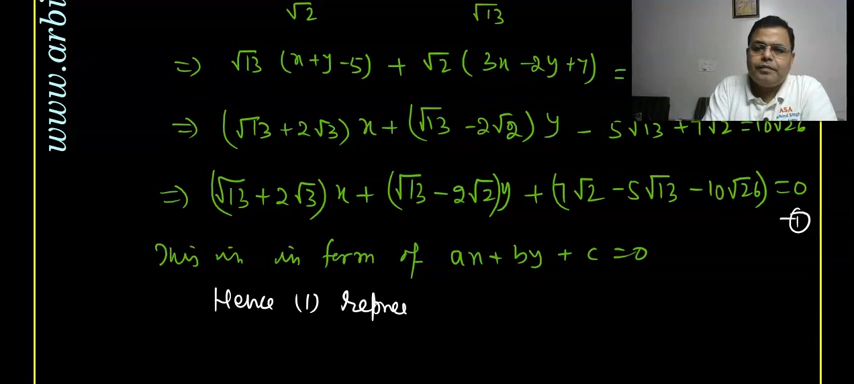 √2 √13
⇒ √13 (x+y-5) + √2 (3x-2y+7) =
⇒ (√13+2√3) x + (√13-2√2) y - 5√13 + 7√2 = 10√26
⇒ (√13+2√3) x + (√13-2√2) y + (7√2-5√13-10√26) = 0
-①
This is in form of ax + by + c = 0
Hence (1) repre
www.arbi
ASA